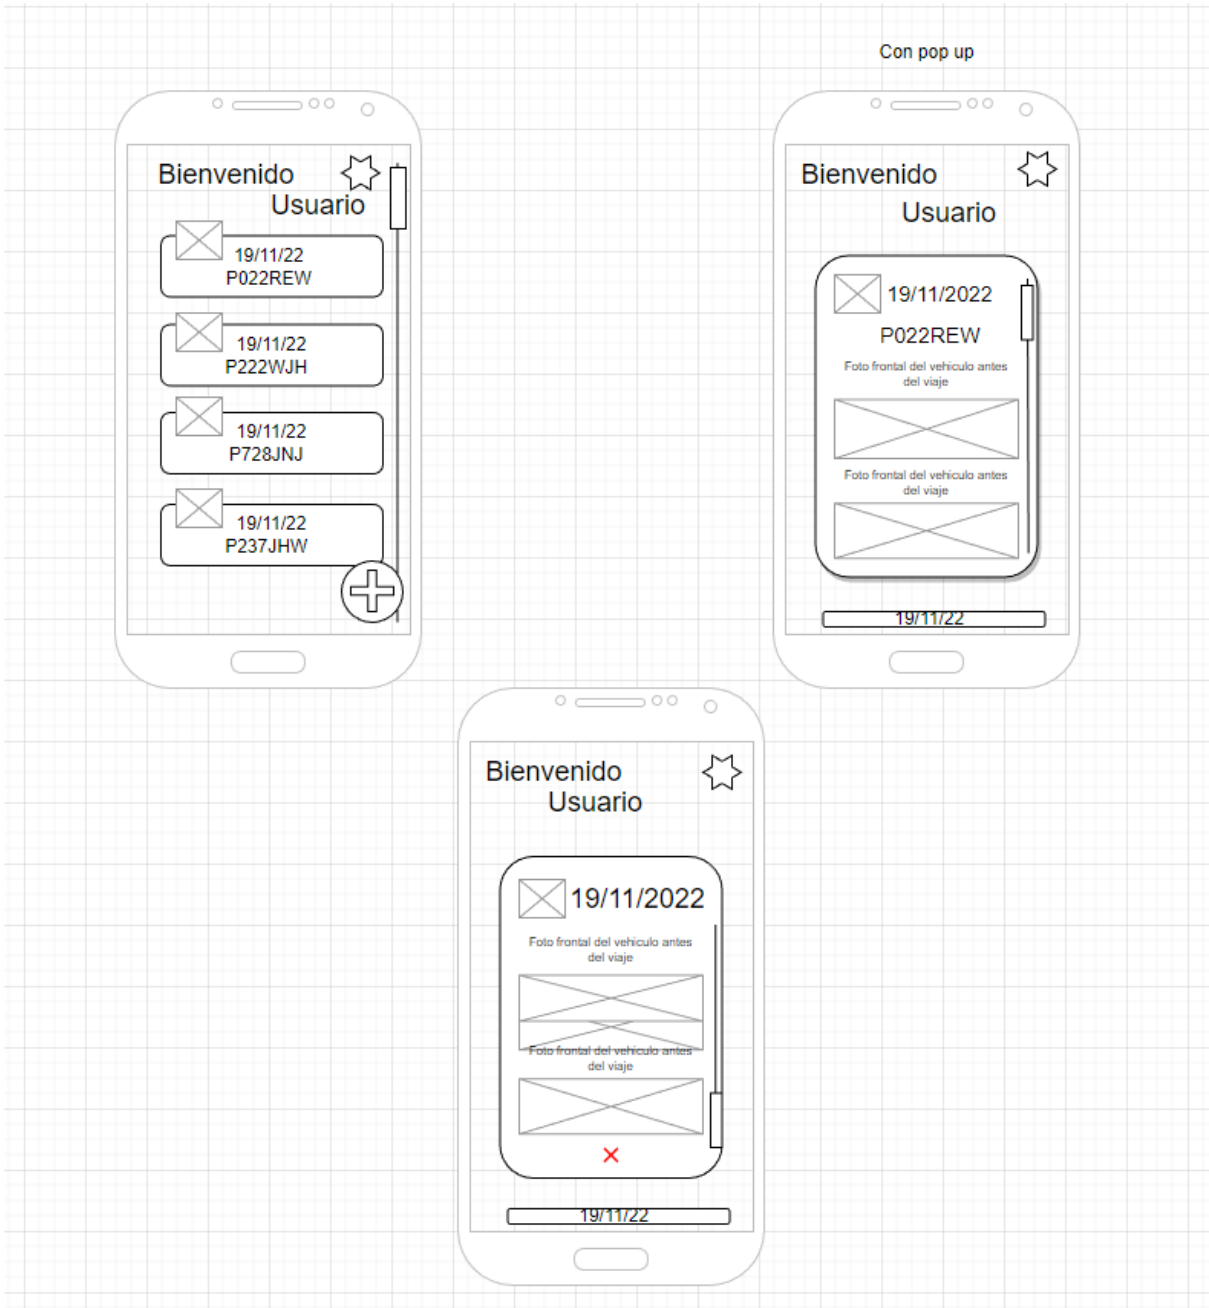 Con pop up
Bienvenido
Usuario
19/11/22
P022REW
19/11/22
P222WJH
19/11/22
P728JNJ
19/11/22
P237JHW
Bienvenido
Usuario
19/11/2022
P022REW
Foto frontal del vehiculo antes
del viaje
Foto frontal del vehiculo antes
del viaje
19/11/22
Bienvenido
Usuario
19/11/2022
Foto frontal del vehiculo antes
del viaje
Foto frontal del vehiculo antes
del viaje
19/11/22